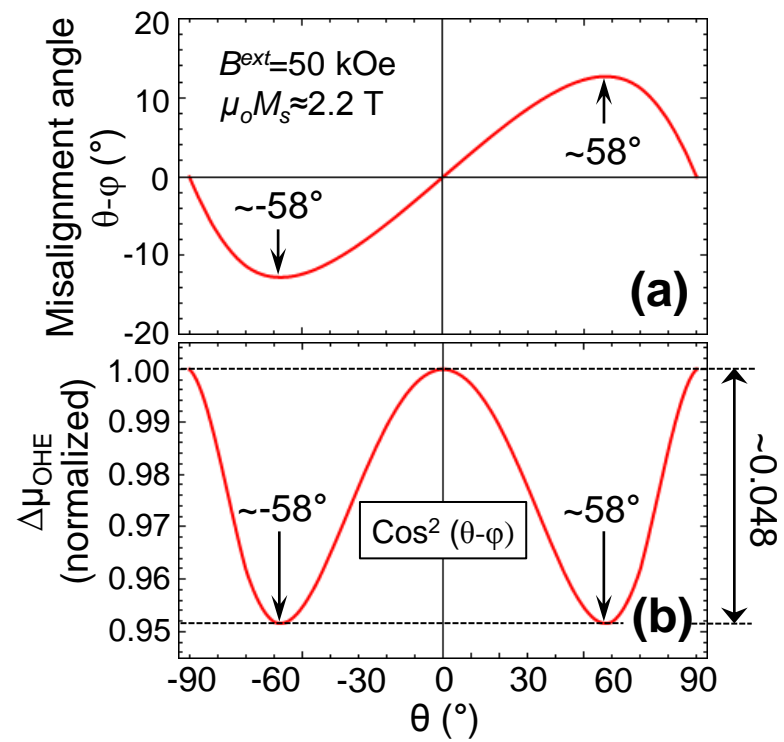 20
10
0
-10
-20
Misalignment angle
θ-φ (°)
B^ext=50 kOe
μ_oM_s≈2.2 T
~58°
~-58°
(a)
1.00
0.99
0.98
0.97
0.96
0.95
Δμ_OHE
(normalized)
~-58°
~58°
Cos² (θ-φ)
(b)
~0.048
-90
-60
-30
0
30
60
90
θ (°)